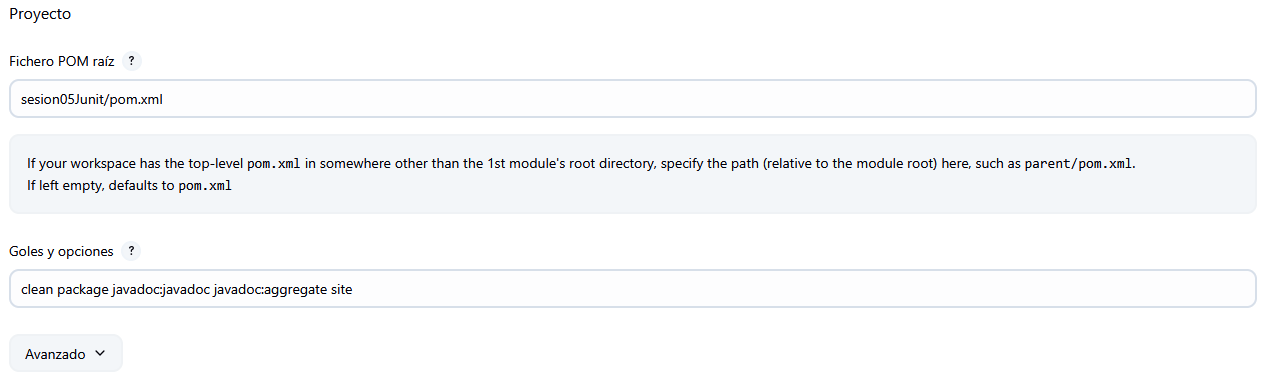 Proyecto
Fichero POM raíz ?
sesion05Junit/pom.xml
If your workspace has the top-level pom.xml in somewhere other than the 1st module's root directory, specify the path (relative to the module root) here, such as parent/pom.xml.
If left empty, defaults to pom.xml
Goles y opciones ?
clean package javadoc:javadoc javadoc:aggregate site
Avanzado